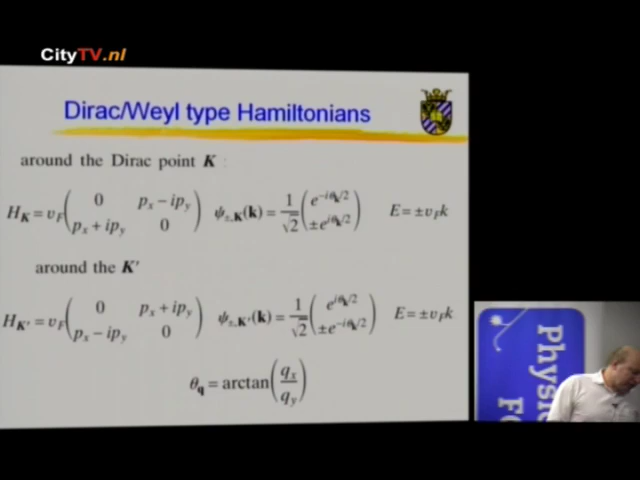 CityTV.nl
Dirac/Weyl type Hamiltonians
around the Dirac point K :
H_K = v_F ( 0 p_x − ip_y ; p_x + ip_y 0 ) ψ_±,K(k) = 1/√2 ( e^{−iθ_k/2} ; ±e^{iθ_k/2} ) E = ±v_F k
around the K′
H_K′ = v_F ( 0 p_x + ip_y ; p_x − ip_y 0 ) ψ_±,K′(k) = 1/√2 ( e^{iθ_k/2} ; ±e^{−iθ_k/2} ) E = ±v_F k
θ_q = arctan( q_x / q_y )
Physic